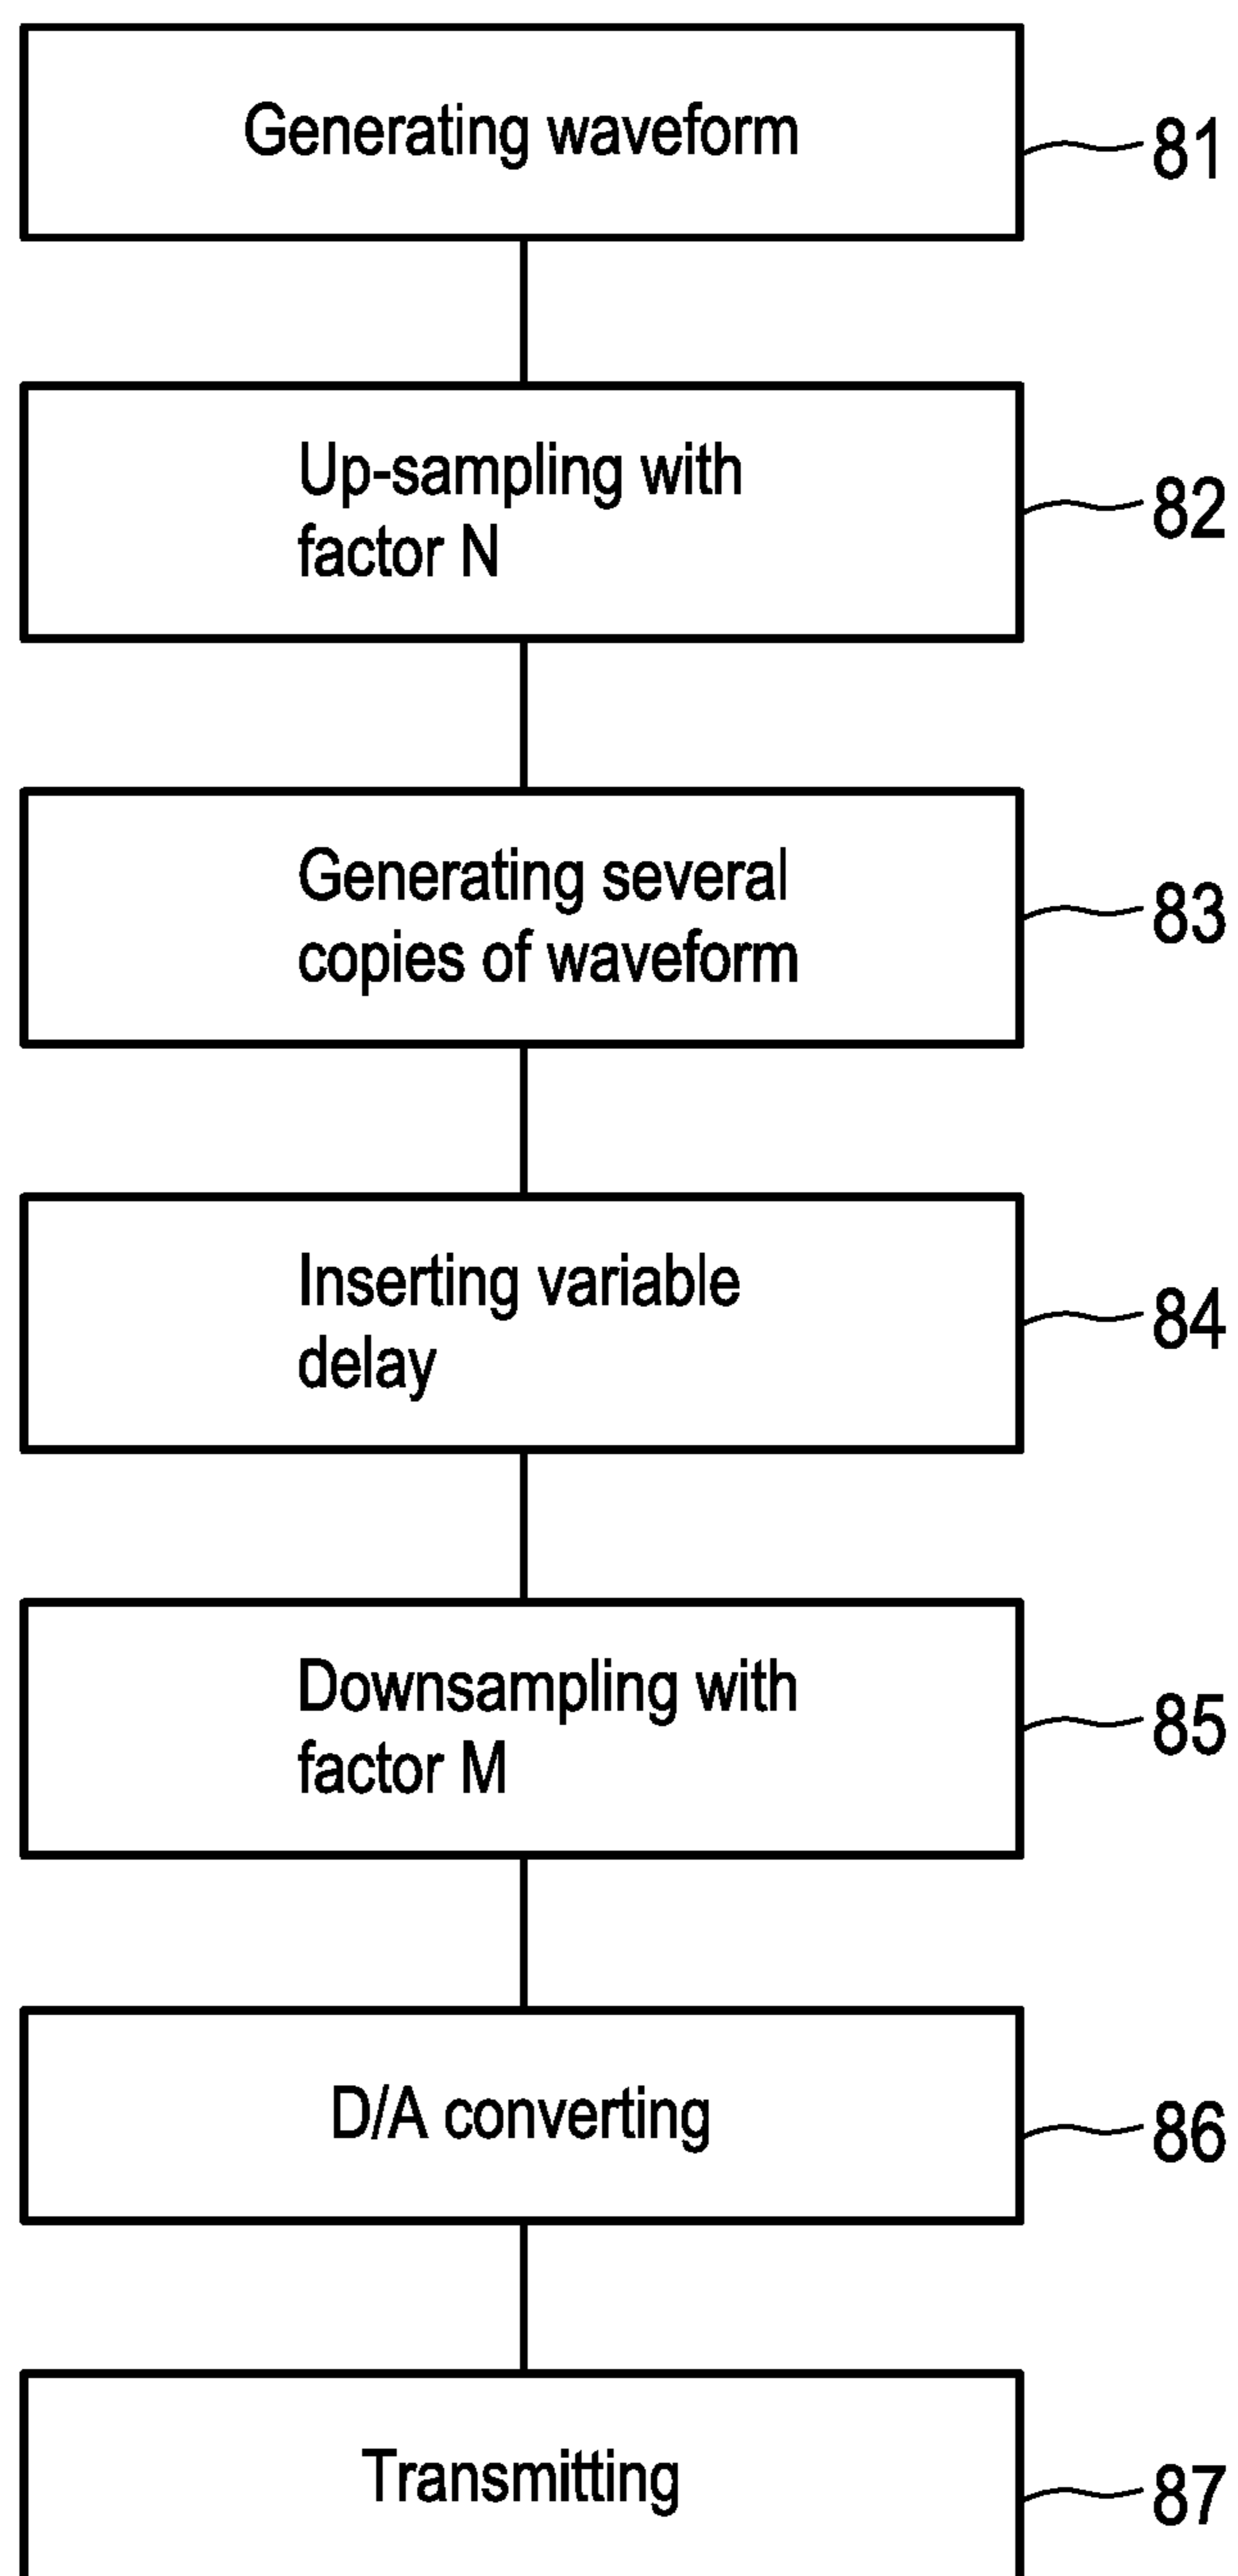 Generating waveform
81
Up-sampling with
factor N
82
Generating several
copies of waveform
83
Inserting variable
delay
84
Downsampling with
factor M
85
D/A converting
86
Transmitting
87